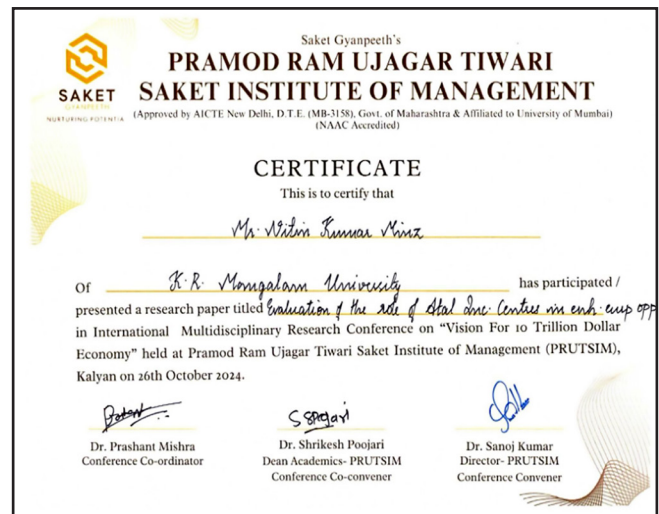 Saket Gyanpeeth's
PRAMOD RAM UJAGAR TIWARI
SAKET INSTITUTE OF MANAGEMENT
(Approved by AICTE New Delhi, D.T.E. (MB-3158), Govt. of Maharashtra & Affiliated to University of Mumbai)
(NAAC Accredited)
SAKET
GYANPEETH
NURTURING POTENTIA
CERTIFICATE
This is to certify that
Mr. Nitin Kumar Minz
Of K.R. Mangalam University has participated /
presented a research paper titled Evaluation of the role of Atal Inc. Centres in enh. emp opp
in International Multidisciplinary Research Conference on “Vision For 10 Trillion Dollar
Economy” held at Pramod Ram Ujagar Tiwari Saket Institute of Management (PRUTSIM),
Kalyan on 26th October 2024.
SSPojari
Dr. Prashant Mishra
Conference Co-ordinator
Dr. Shrikesh Poojari
Dean Academics- PRUTSIM
Conference Co-convener
Dr. Sanoj Kumar
Director- PRUTSIM
Conference Convener